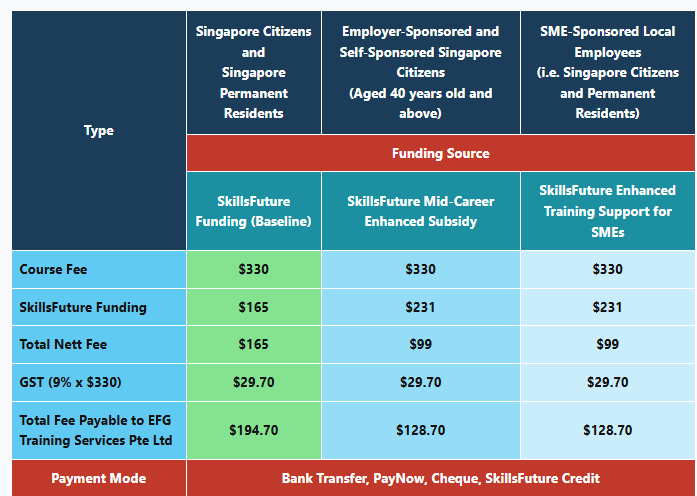 Type
Singapore Citizens
and
Singapore
Permanent
Residents
Employer-Sponsored and
Self-Sponsored Singapore
Citizens
(Aged 40 years old and
above)
SME-Sponsored Local
Employees
(i.e. Singapore Citizens
and Permanent
Residents)
Funding Source
SkillsFuture
Funding (Baseline)
SkillsFuture Mid-Career
Enhanced Subsidy
SkillsFuture Enhanced
Training Support for
SMEs
Course Fee $330 $330 $330
SkillsFuture Funding $165 $231 $231
Total Nett Fee $165 $99 $99
GST (9% x $330) $29.70 $29.70 $29.70
Total Fee Payable to EFG
Training Services Pte Ltd $194.70 $128.70 $128.70
Payment Mode Bank Transfer, PayNow, Cheque, SkillsFuture Credit